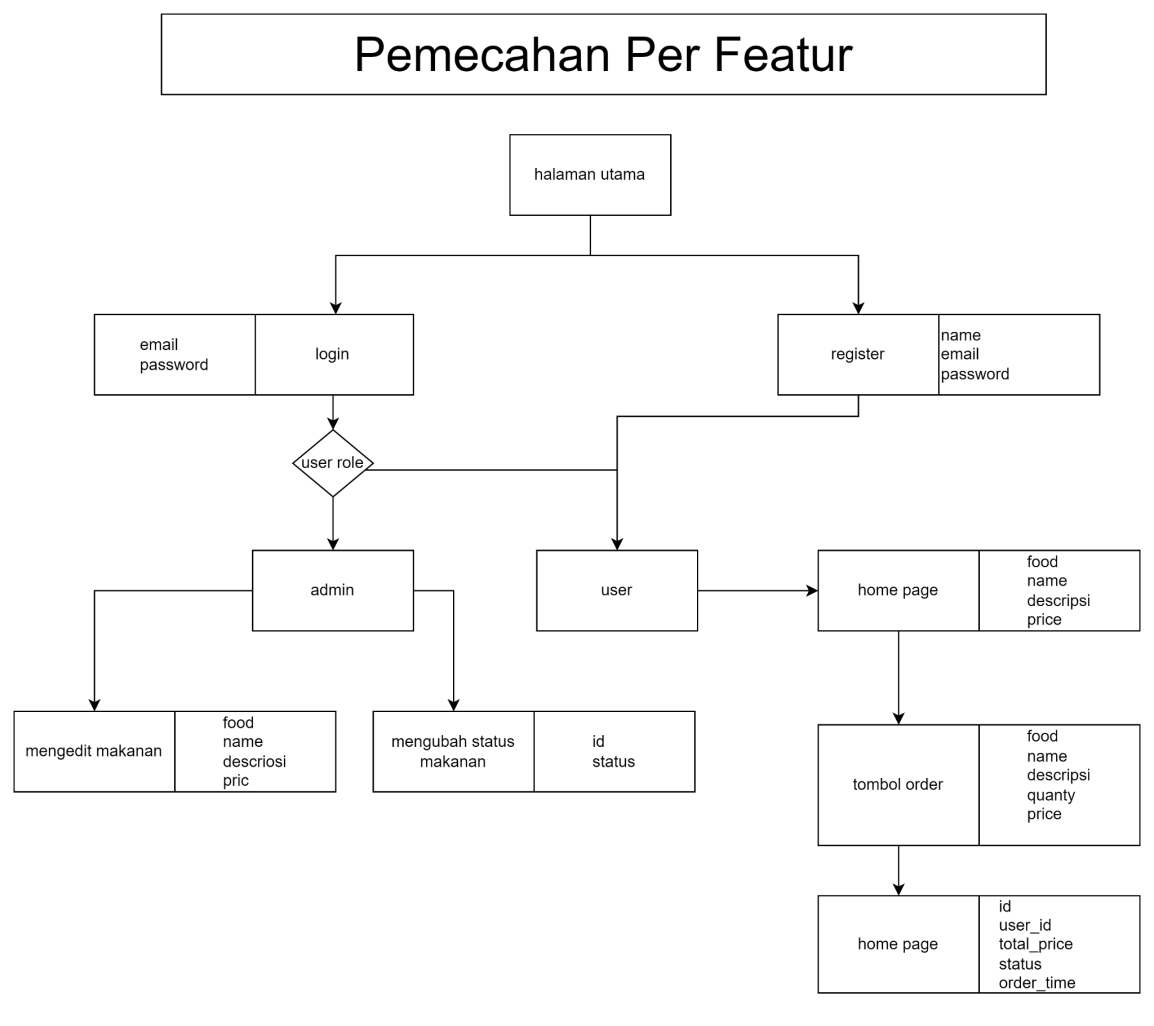 Pemecahan Per Featur
halaman utama
email
password
login
register
name
email
password
user role
admin
user
home page
food
name
descripsi
price
mengedit makanan
food
name
descriosi
pric
mengubah status
makanan
id
status
tombol order
food
name
descripsi
quanty
price
home page
id
user_id
total_price
status
order_time